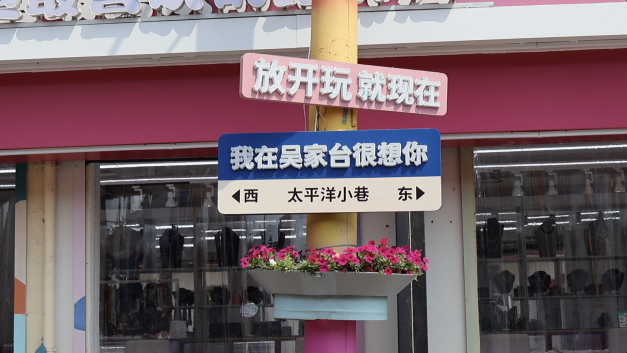 放开玩 就现在
我在吴家台很想你
西 太平洋小巷 东